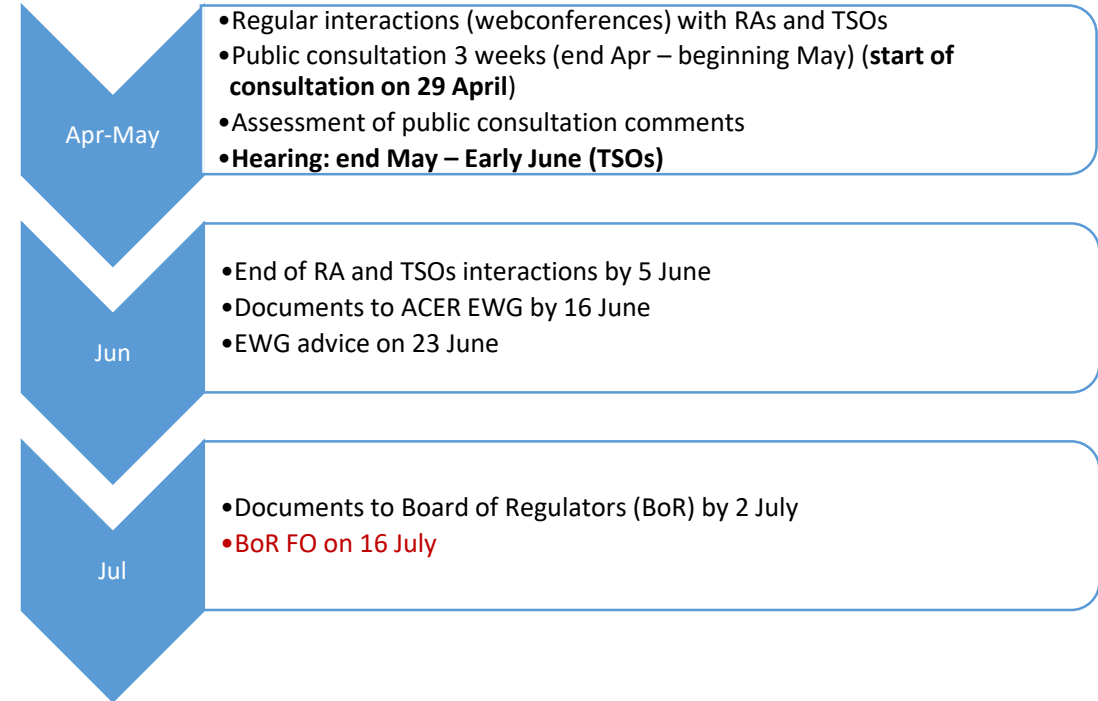 Apr-May
•Regular interactions (webconferences) with RAs and TSOs
•Public consultation 3 weeks (end Apr – beginning May) (start of
consultation on 29 April)
•Assessment of public consultation comments
•Hearing: end May – Early June (TSOs)
Jun
•End of RA and TSOs interactions by 5 June
•Documents to ACER EWG by 16 June
•EWG advice on 23 June
Jul
•Documents to Board of Regulators (BoR) by 2 July
•BoR FO on 16 July